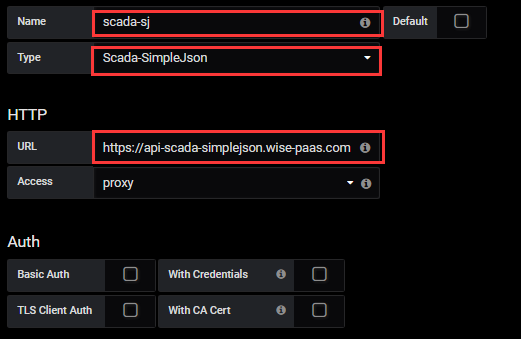 Name scada-sj Default
Type Scada-SimpleJson
HTTP
URL https://api-scada-simplejson.wise-paas.com
Access proxy
Auth
Basic Auth With Credentials
TLS Client Auth With CA Cert